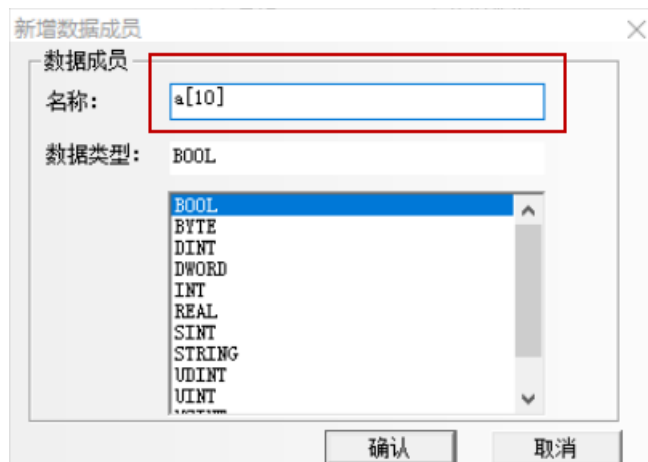 新增数据成员
数据成员
名称: a[10]
数据类型: BOOL
BOOL
BYTE
DINT
DWORD
INT
REAL
SINT
STRING
UDINT
UINT
确认 取消